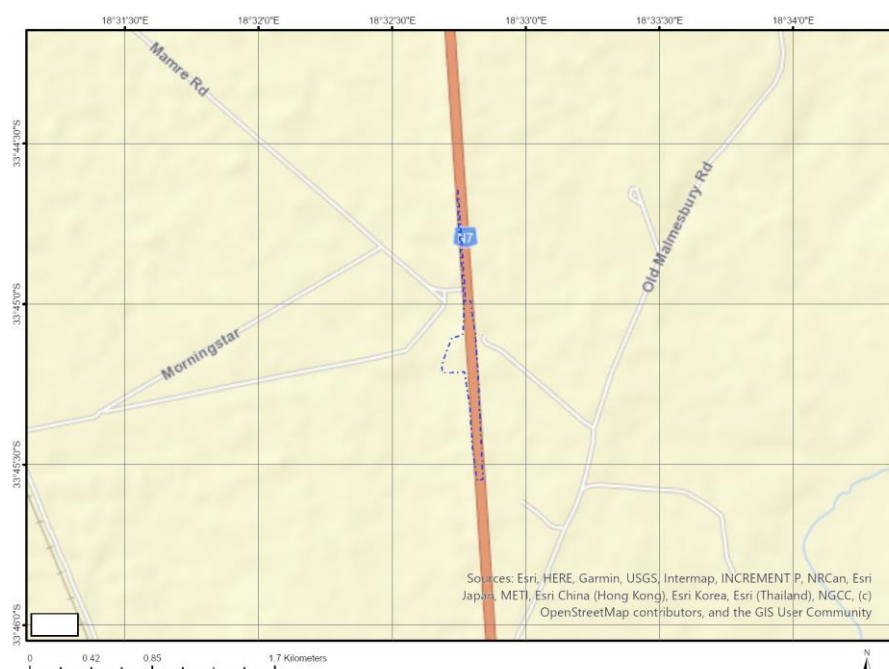 18°31'30"E 18°32'0"E 18°32'30"E 18°33'0"E 18°33'30"E 18°34'0"E
Mamre Rd
33°44'30"S
Old Malmesbury Rd
N7
33°45'0"S
Morningstar
33°45'30"S
Sources: Esri, HERE, Garmin, USGS, Intermap, INCREMENT P, NRCan, Esri
Japan, METI, Esri China (Hong Kong), Esri Korea, Esri (Thailand), NGCC, (c)
OpenStreetMap contributors, and the GIS User Community
33°46'0"S
0 0.42 0.85 1.7 Kilometers
N